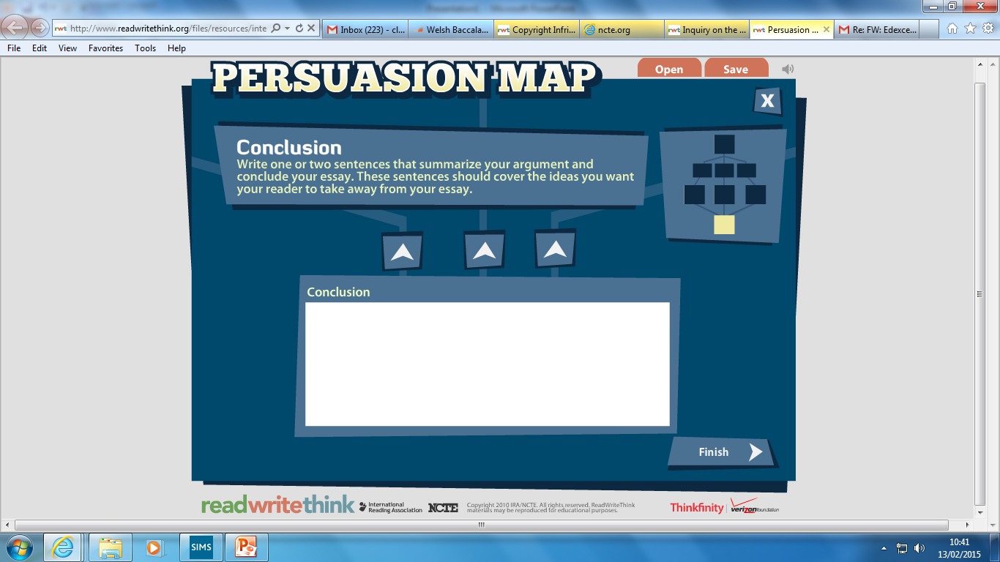 Presentation1 - Microsoft PowerPoint
http://www.readwritethink.org/files/resources/inte
Inbox (223) - cl...
Welsh Baccala...
Copyright Infri...
ncte.org
Inquiry on the ...
Persuasion ...
Re: FW: Edexce...
File Edit View Favorites Tools Help
PERSUASION MAP
Open
Save
X
Conclusion
Write one or two sentences that summarize your argument and
conclude your essay. These sentences should cover the ideas you want
your reader to take away from your essay.
Conclusion
Finish
readwritethink
International
Reading Association
NCTE
Copyright 2010 IRA/NCTE. All rights reserved. ReadWriteThink
materials may be reproduced for educational purposes.
Thinkfinity
verizonfoundation
SIMS
10:41
13/02/2015